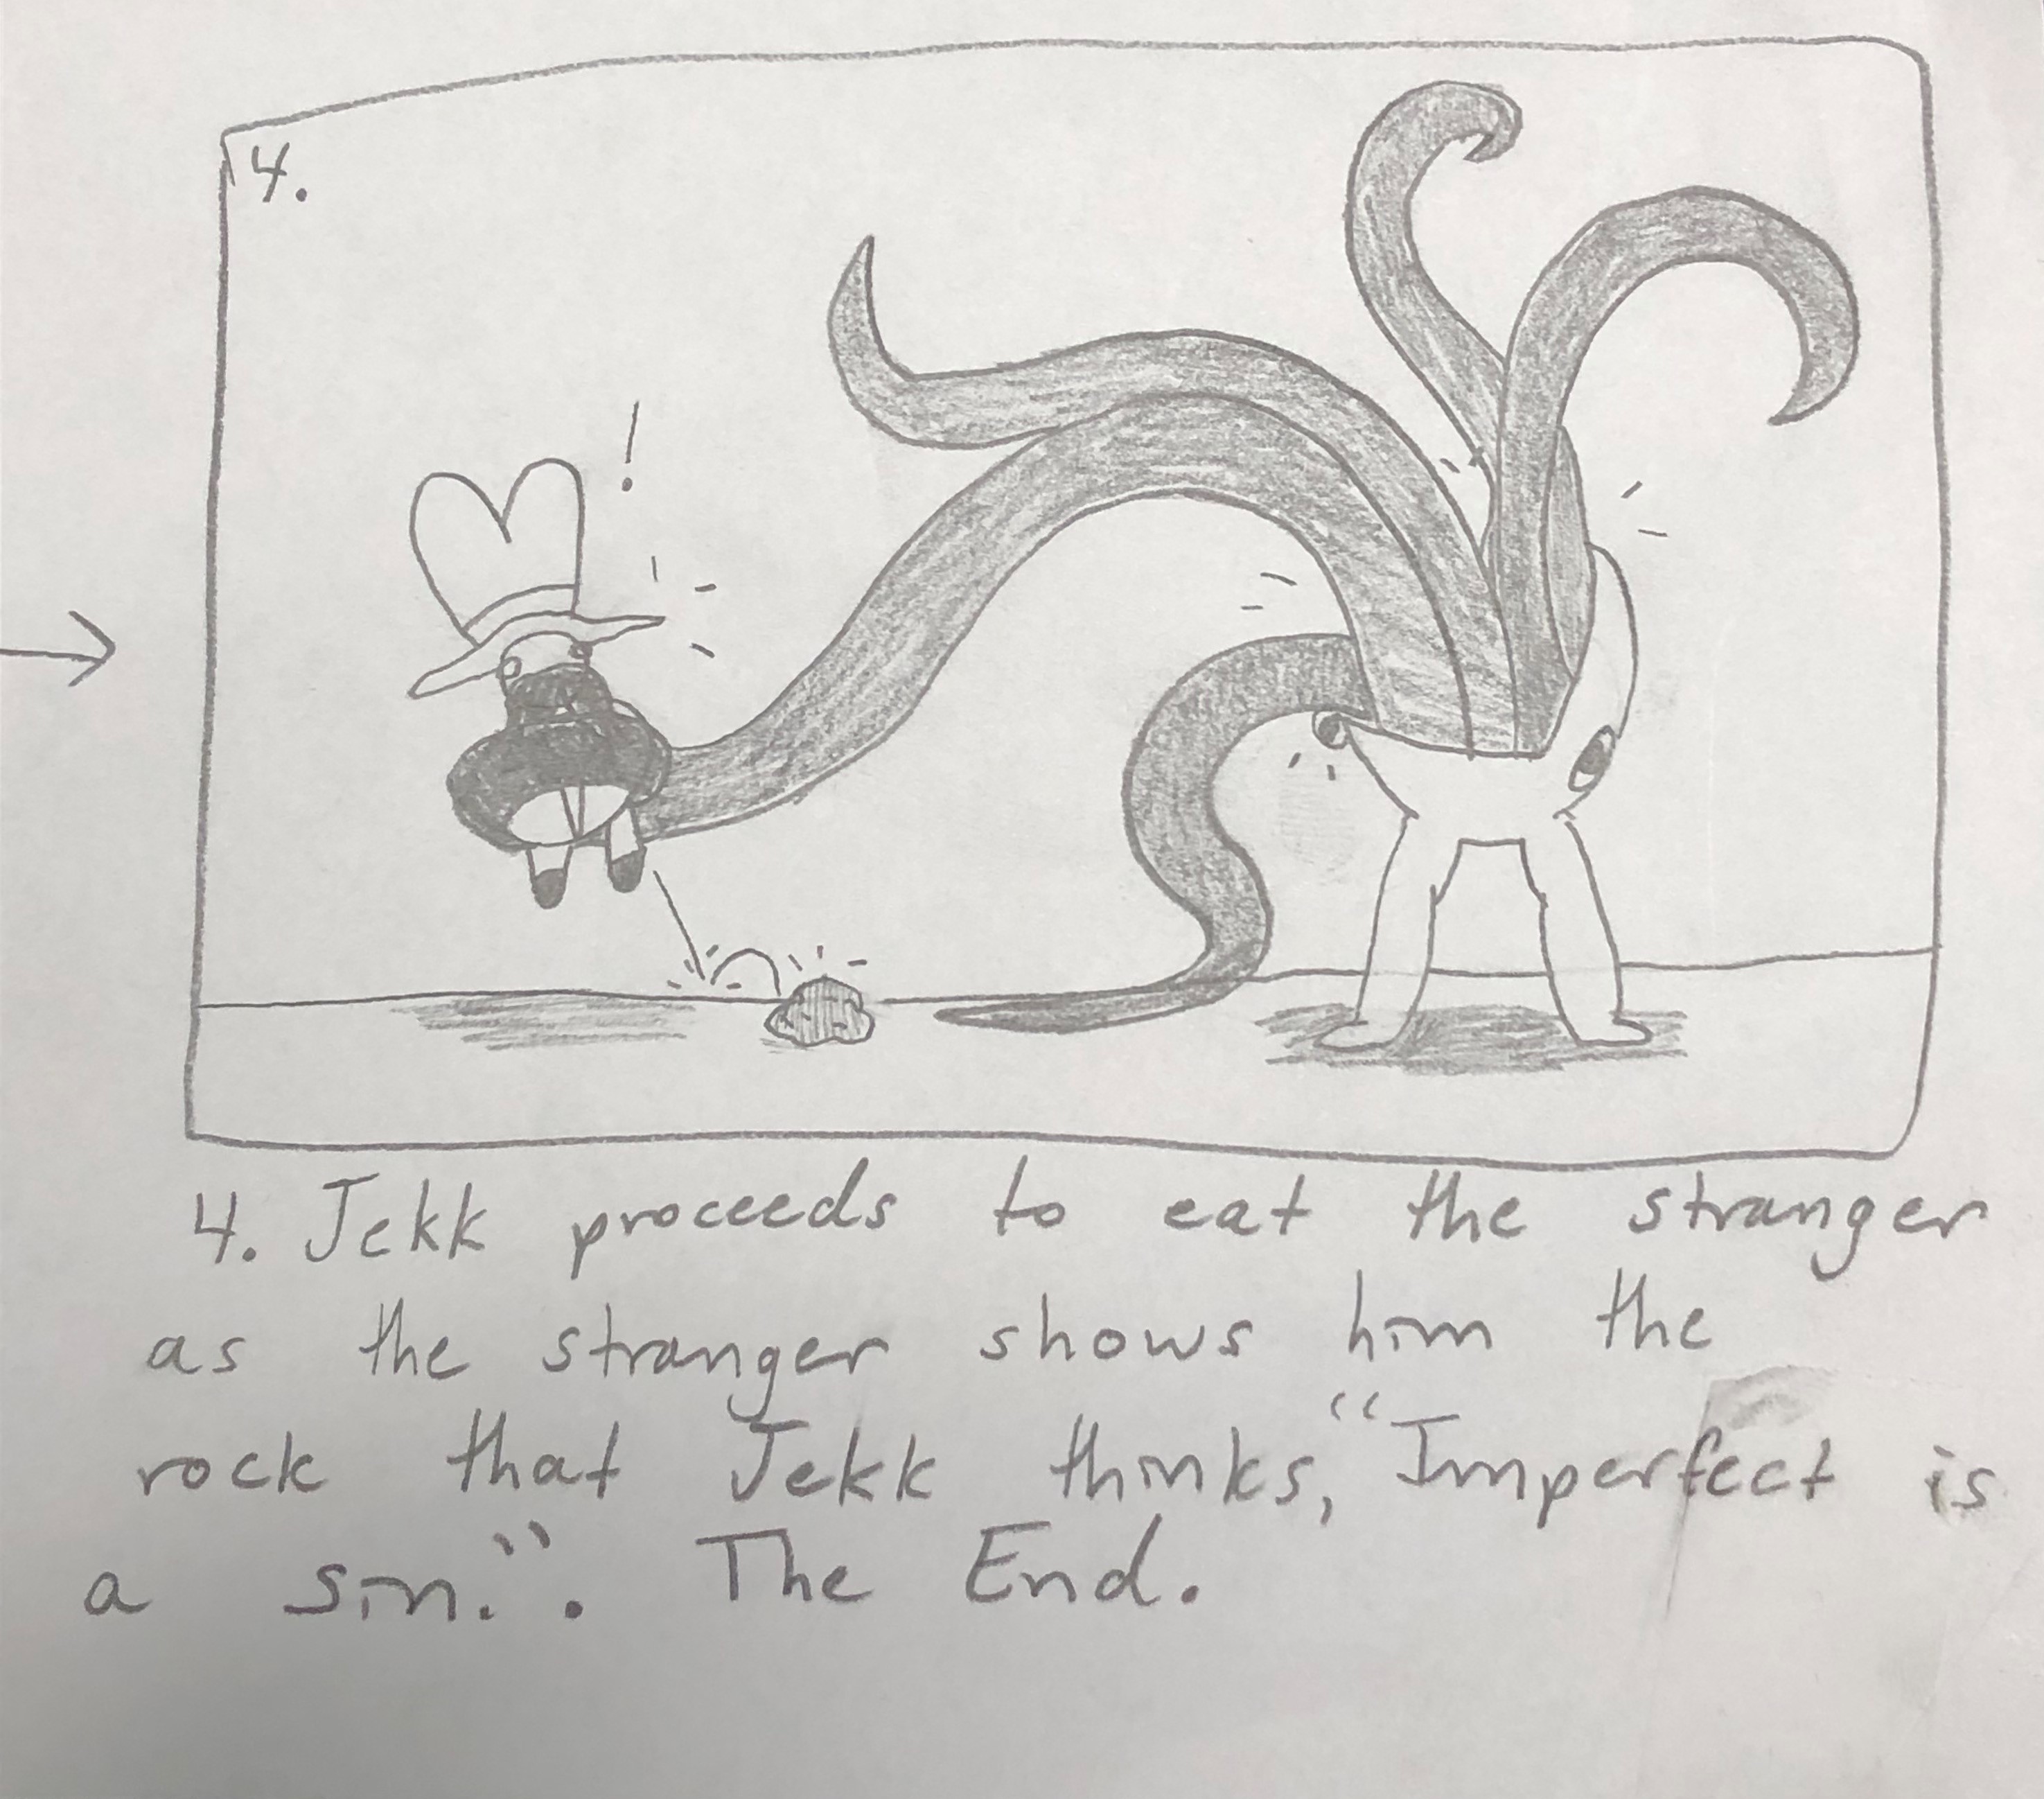 4.
!
4. Jekk proceeds to eat the stranger
as the stranger shows him the
rock that Jekk thinks, "Imperfect is
a sin.". The End.